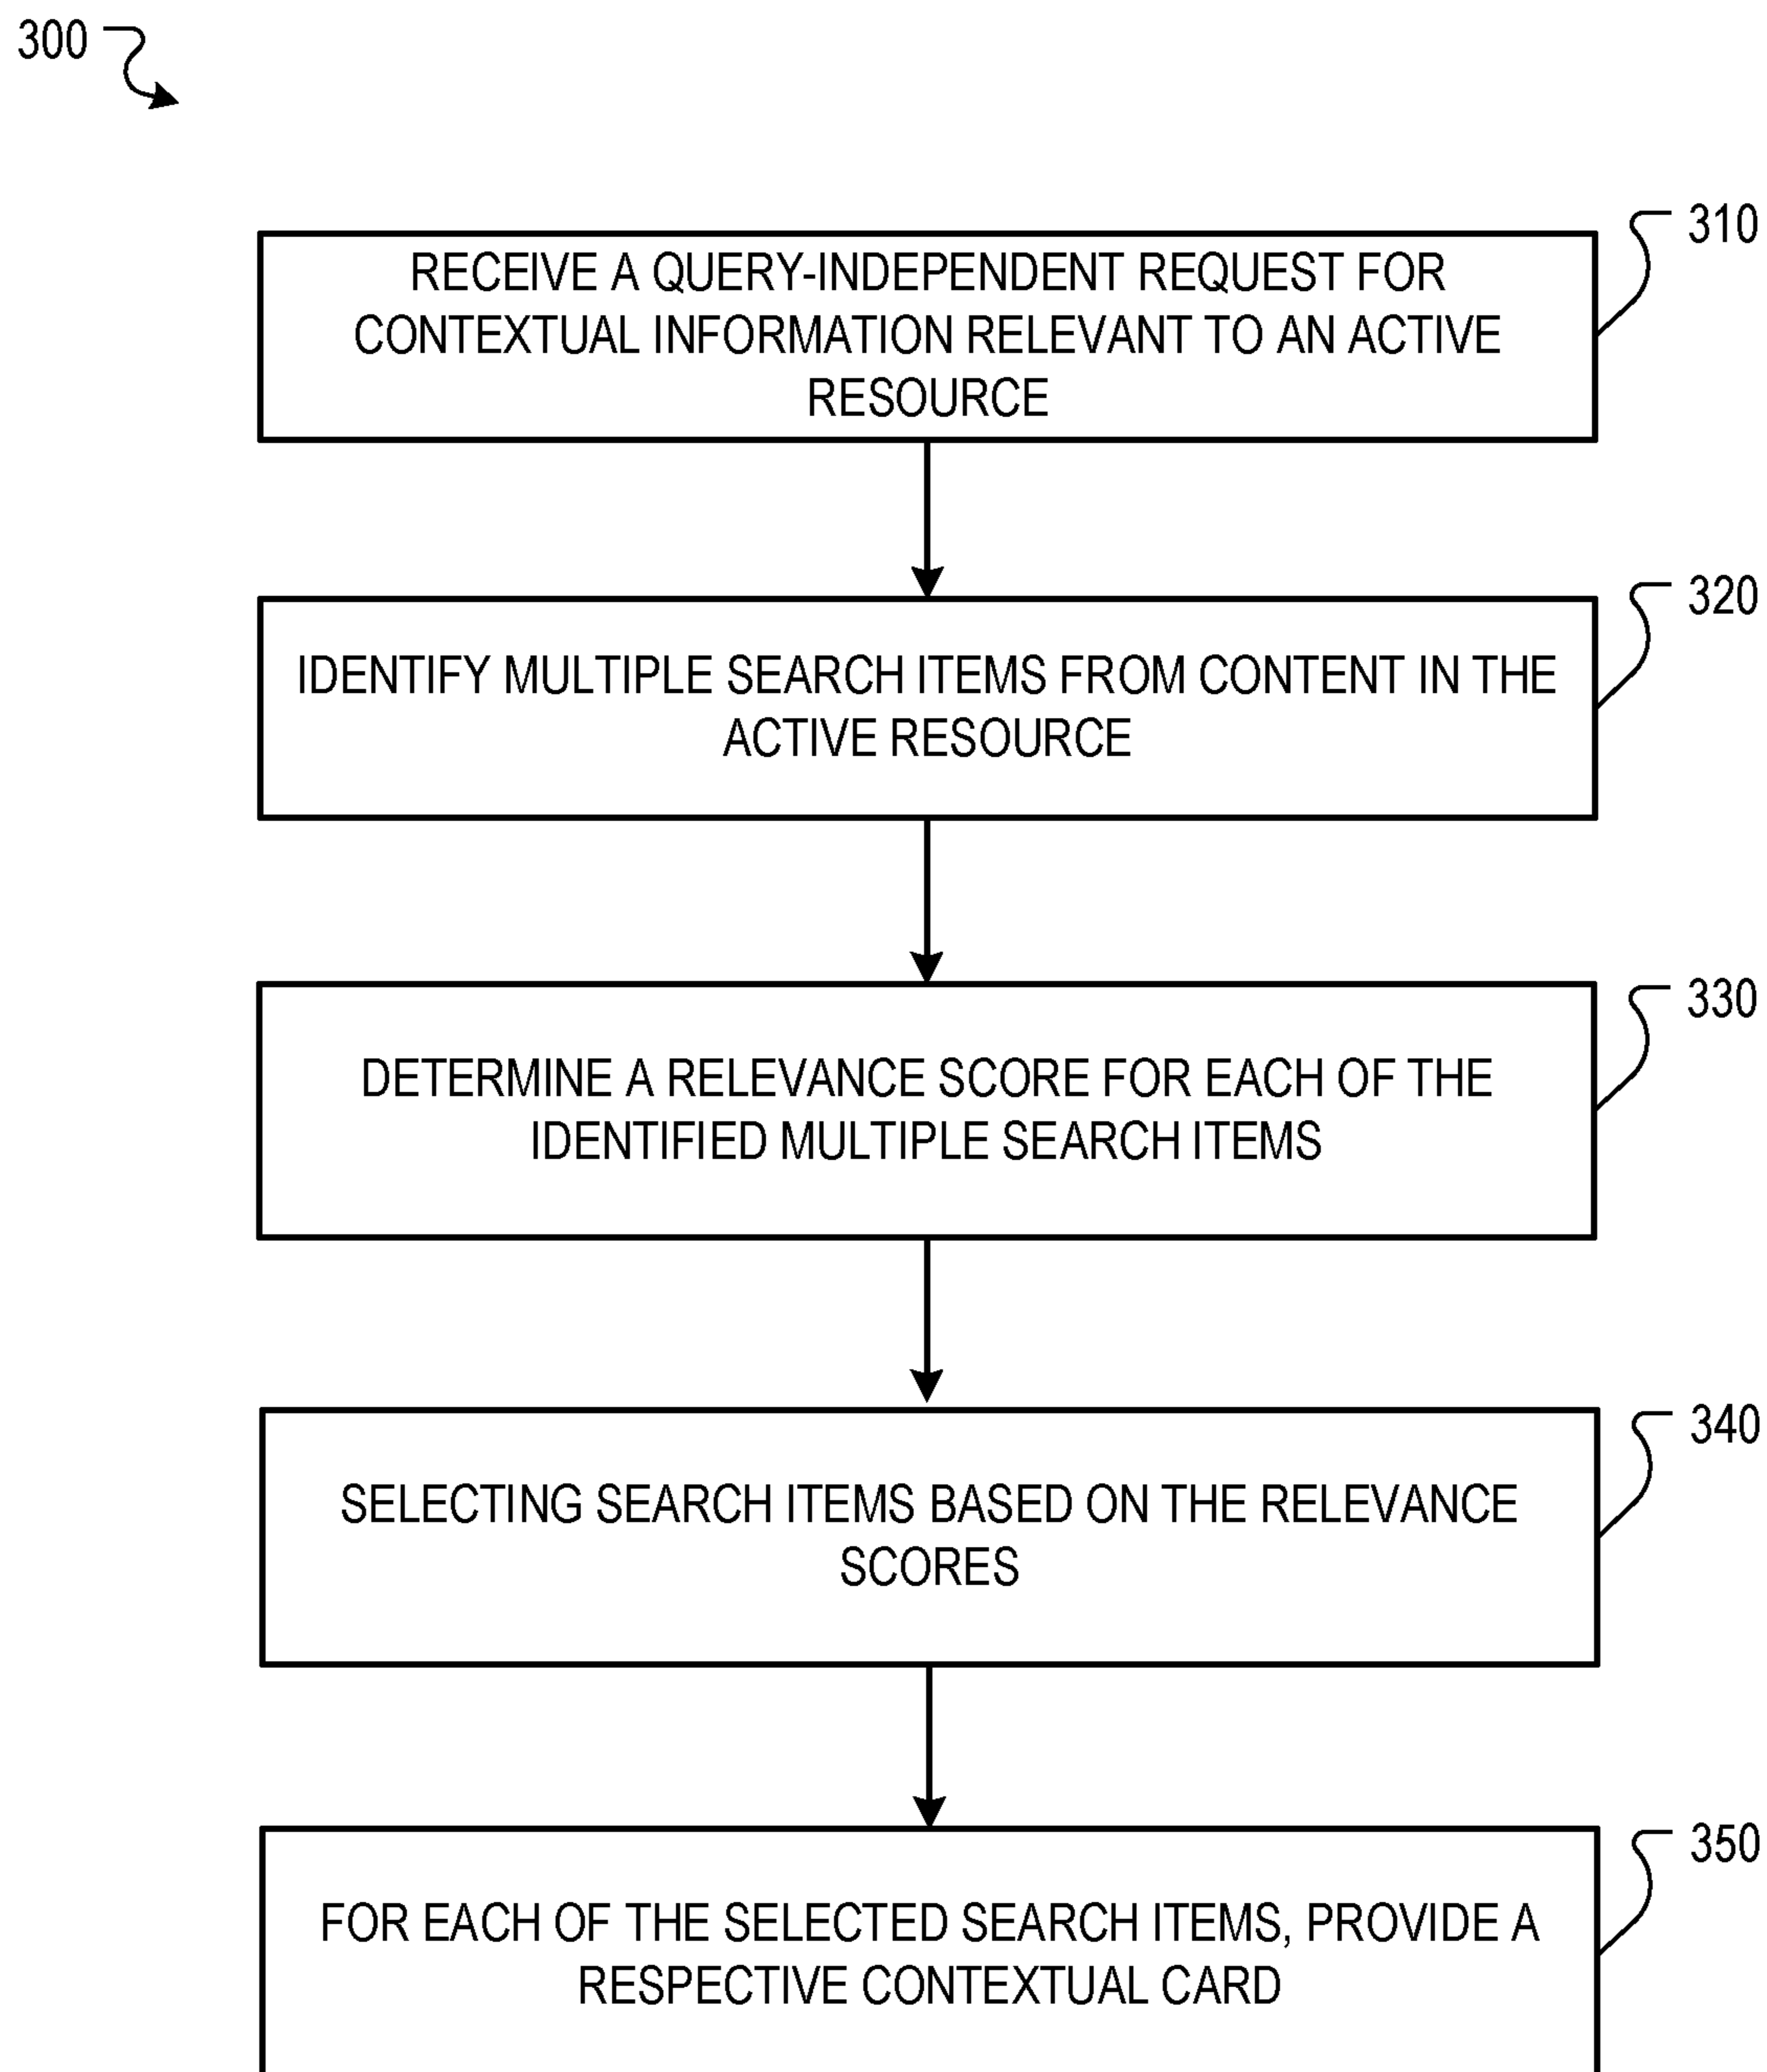 300
310
RECEIVE A QUERY-INDEPENDENT REQUEST FOR
CONTEXTUAL INFORMATION RELEVANT TO AN ACTIVE
RESOURCE
320
IDENTIFY MULTIPLE SEARCH ITEMS FROM CONTENT IN THE
ACTIVE RESOURCE
330
DETERMINE A RELEVANCE SCORE FOR EACH OF THE
IDENTIFIED MULTIPLE SEARCH ITEMS
340
SELECTING SEARCH ITEMS BASED ON THE RELEVANCE
SCORES
350
FOR EACH OF THE SELECTED SEARCH ITEMS, PROVIDE A
RESPECTIVE CONTEXTUAL CARD